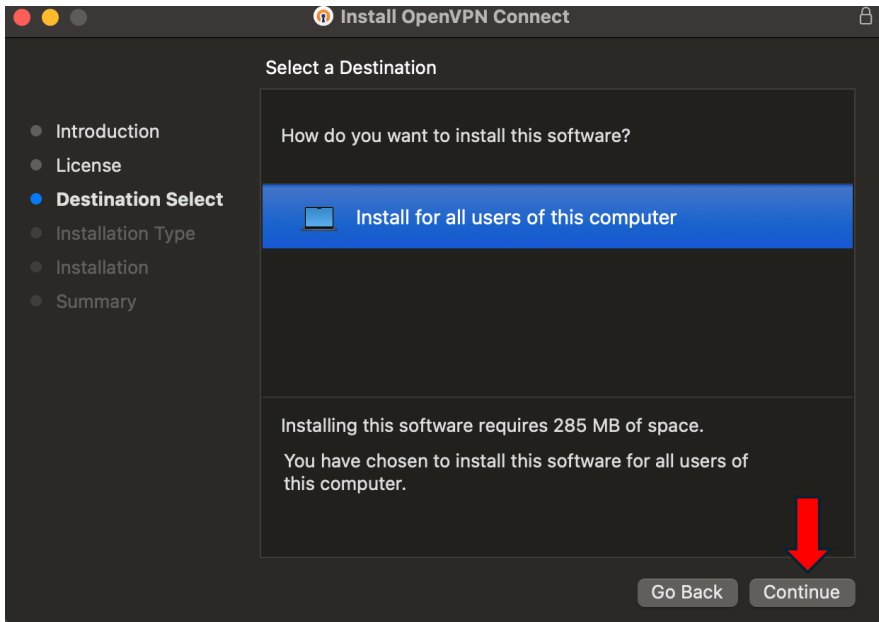 Install OpenVPN Connect
Select a Destination
Introduction
License
Destination Select
Installation Type
Installation
Summary
How do you want to install this software?
Install for all users of this computer
Installing this software requires 285 MB of space.
You have chosen to install this software for all users of
this computer.
Go Back
Continue